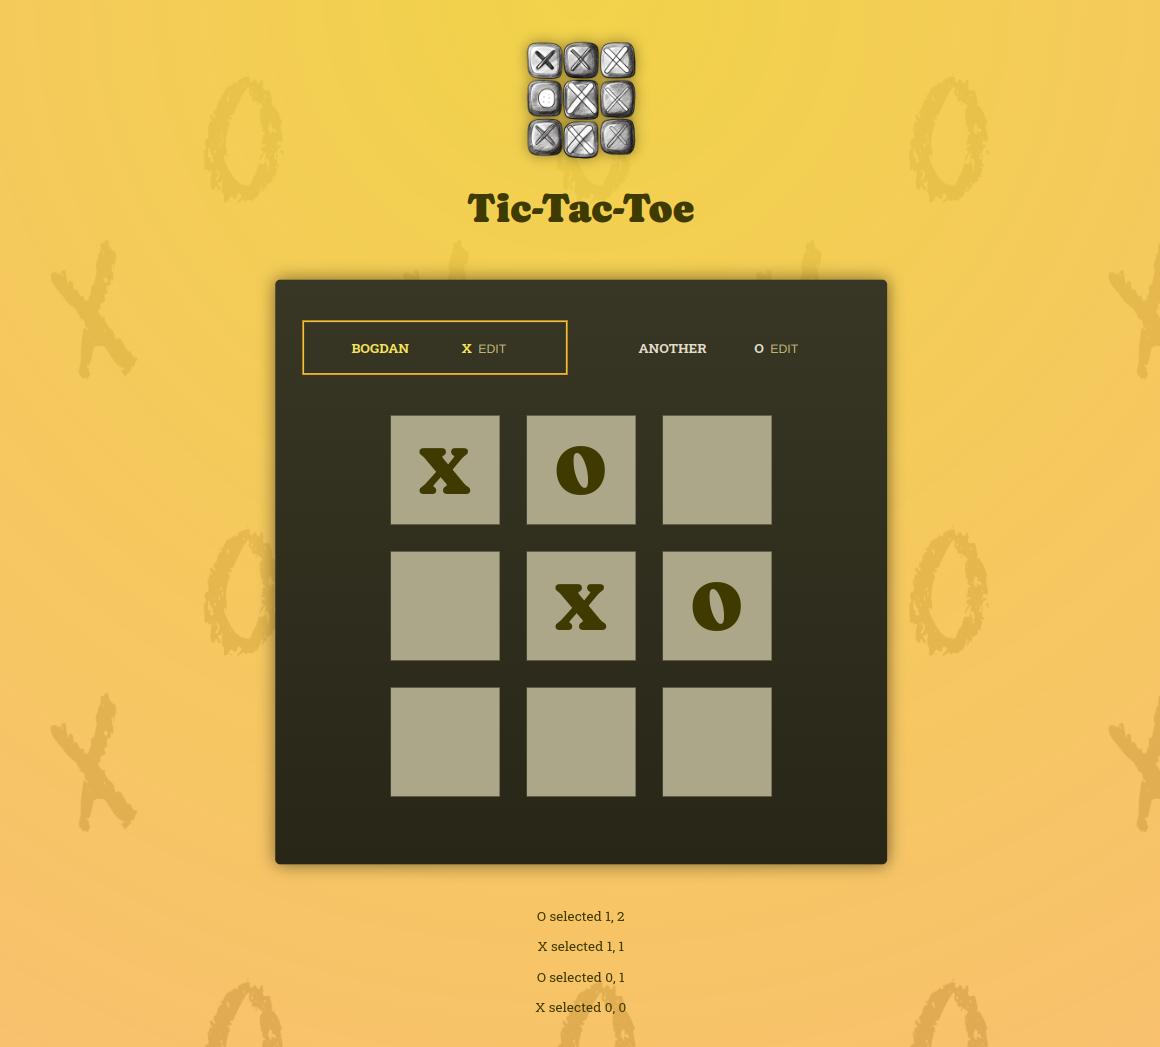 Tic-Tac-Toe
BOGDAN X EDIT ANOTHER O EDIT
X O
X O
O selected 1, 2
X selected 1, 1
O selected 0, 1
X selected 0, 0